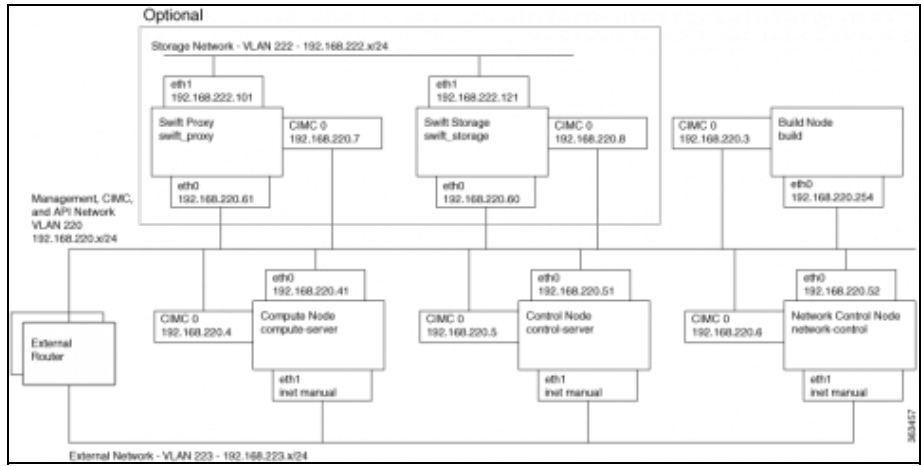 Optional
Storage Network - VLAN 222 - 192.168.222.x/24
eth1
192.168.222.101
eth1
192.168.222.121
Swift Proxy
swift_proxy
CIMC 0
192.168.220.7
Swift Storage
swift_storage
CIMC 0
192.168.220.8
CIMC 0
192.168.220.3
Build Node
build
eth0
192.168.220.61
eth0
192.168.220.60
eth0
192.168.220.254
Management, CIMC,
and API Network
VLAN 220
192.168.220.x/24
eth0
192.168.220.41
eth0
192.168.220.51
eth0
192.168.220.52
External
Router
CIMC 0
192.168.220.4
Compute Node
compute-server
CIMC 0
192.168.220.5
Control Node
control-server
CIMC 0
192.168.220.6
Network Control Node
network-control
eth1
inet manual
eth1
inet manual
eth1
inet manual
External Network - VLAN 223 - 192.168.223.x/24
363457